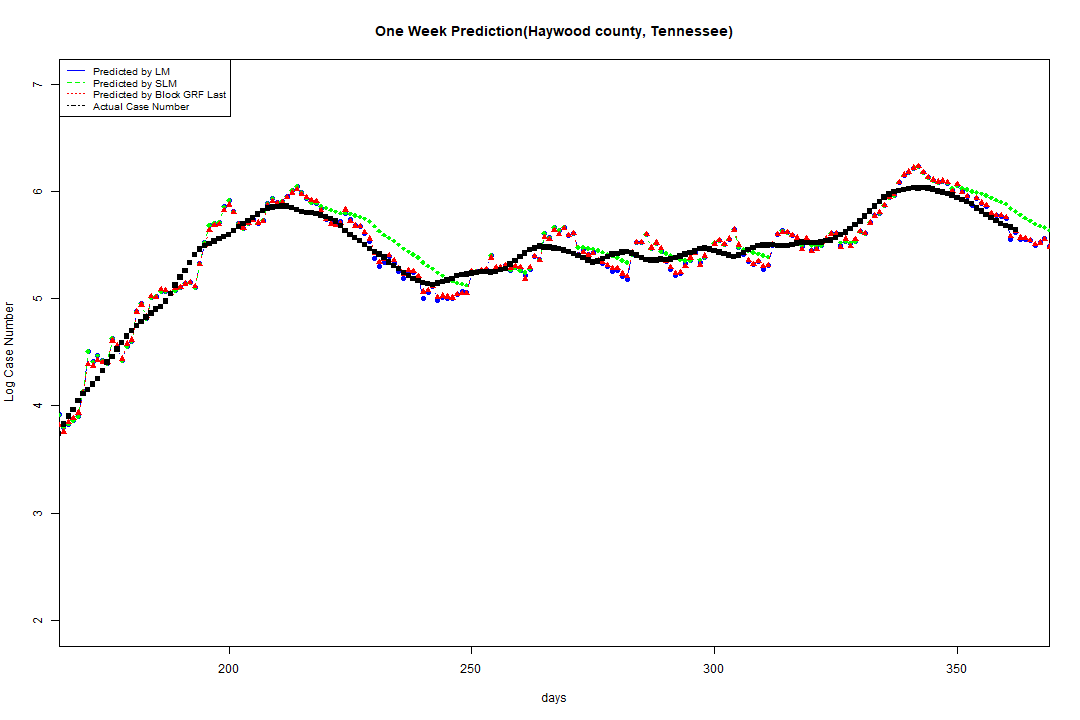 One Week Prediction(Haywood county, Tennessee)
Predicted by LM
Predicted by SLM
Predicted by Block GRF Last
Actual Case Number
7
6
5
4
3
2
Log Case Number
200 250 300 350
days